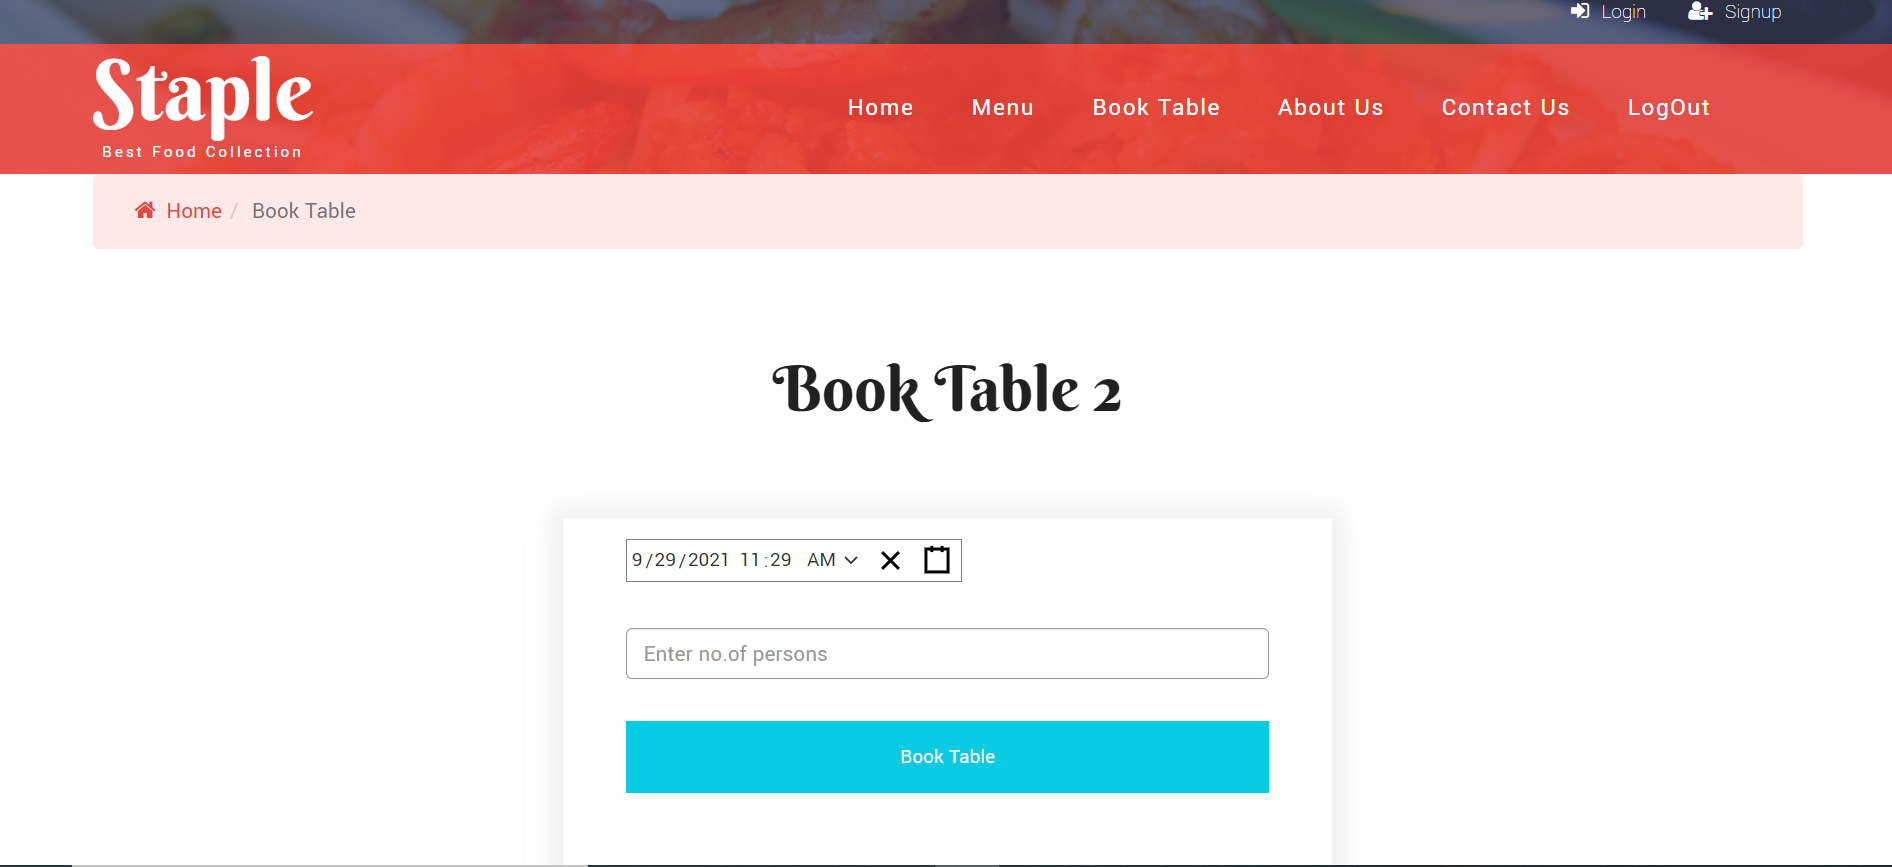 Login Signup
Staple
Best Food Collection
Home Menu Book Table About Us Contact Us LogOut
Home / Book Table
Book Table 2
9/29/2021 11:29 AM
Enter no.of persons
Book Table